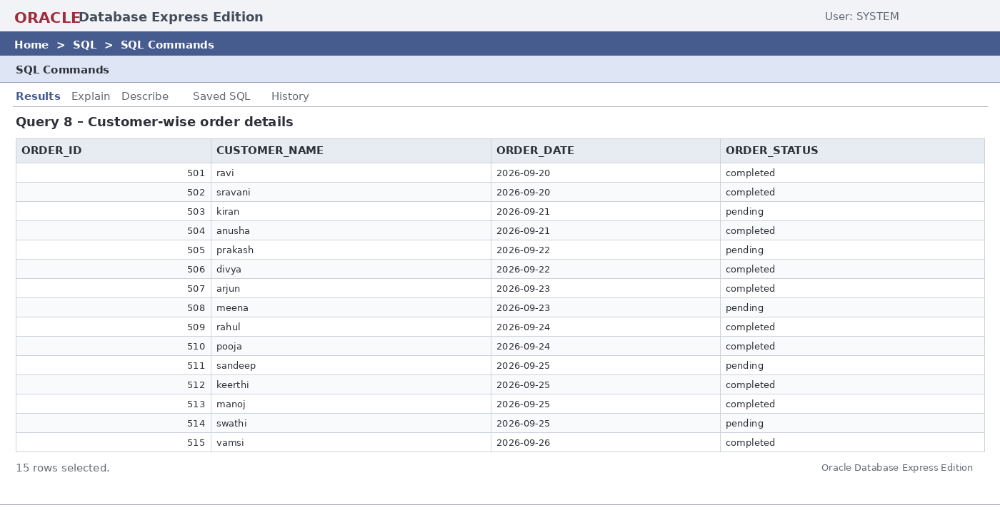 ORACLE Database Express Edition User: SYSTEM
Home > SQL > SQL Commands
SQL Commands
Results Explain Describe Saved SQL History
Query 8 – Customer-wise order details
ORDER_ID CUSTOMER_NAME ORDER_DATE ORDER_STATUS
501 ravi 2026-09-20 completed
502 sravani 2026-09-20 completed
503 kiran 2026-09-21 pending
504 anusha 2026-09-21 completed
505 prakash 2026-09-22 pending
506 divya 2026-09-22 completed
507 arjun 2026-09-23 completed
508 meena 2026-09-23 pending
509 rahul 2026-09-24 completed
510 pooja 2026-09-24 completed
511 sandeep 2026-09-25 pending
512 keerthi 2026-09-25 completed
513 manoj 2026-09-25 completed
514 swathi 2026-09-25 pending
515 vamsi 2026-09-26 completed
15 rows selected. Oracle Database Express Edition